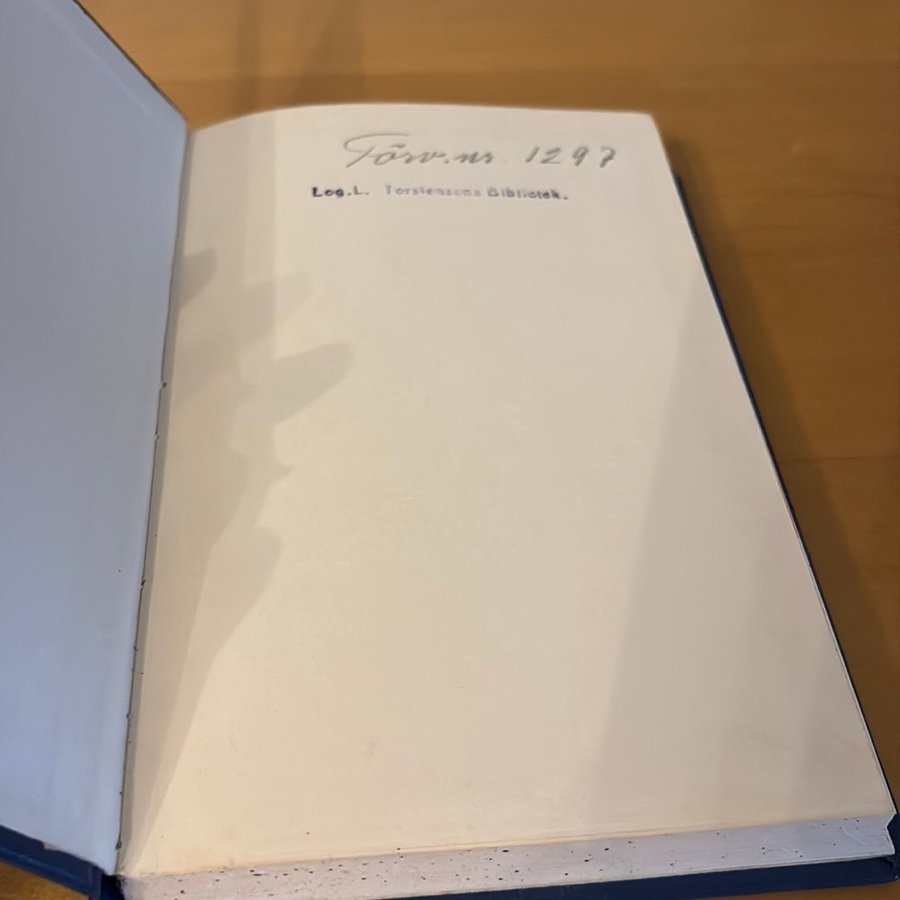 Förv.nr 1297
Log.L. Torstenzons Bibliotek.